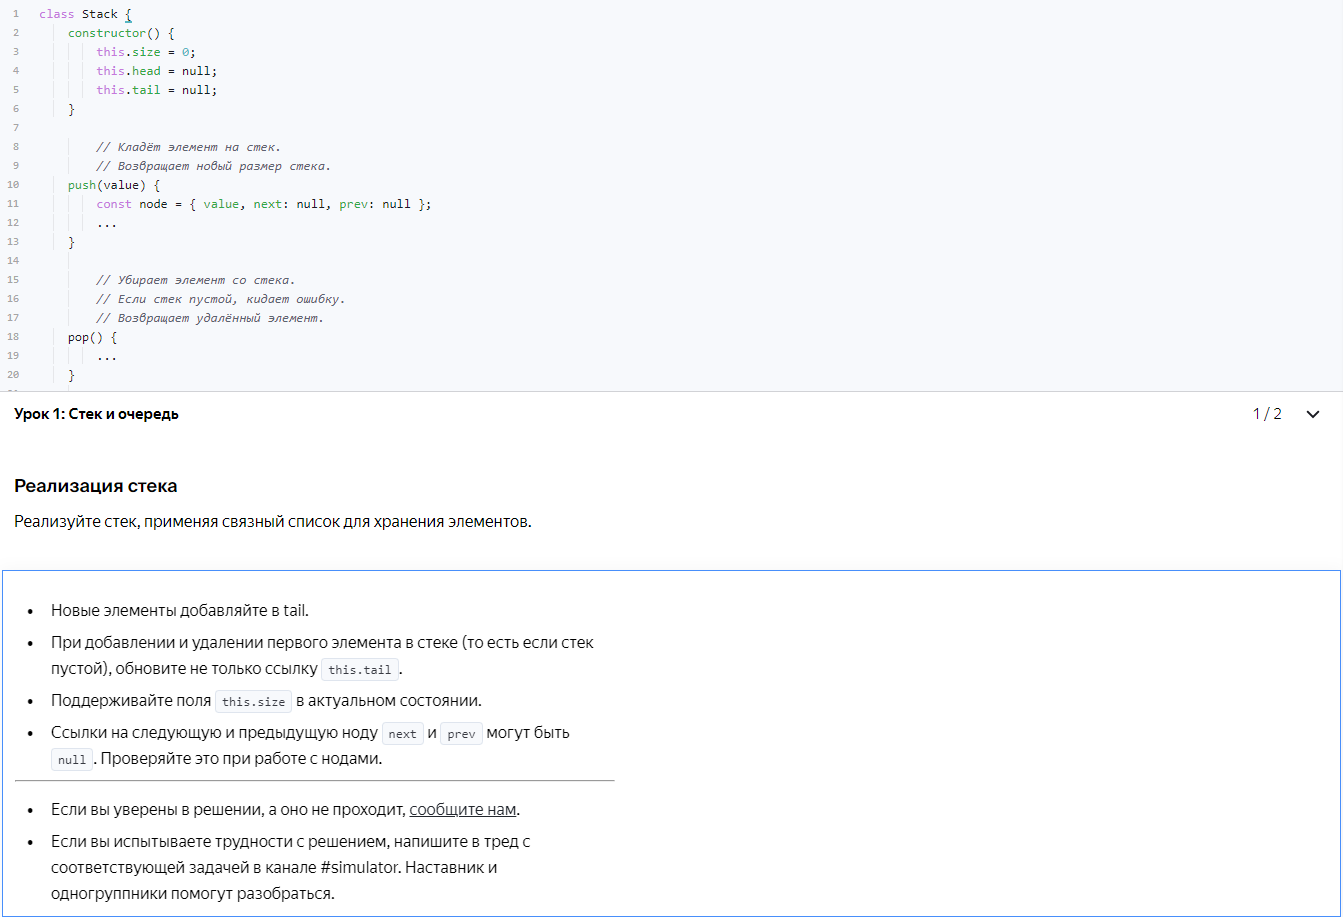 1 class Stack {
2 constructor() {
3 this.size = 0;
4 this.head = null;
5 this.tail = null;
6 }
7
8 // Кладёт элемент на стек.
9 // Возвращает новый размер стека.
10 push(value) {
11 const node = { value, next: null, prev: null };
12 ...
13 }
14
15 // Убирает элемент со стека.
16 // Если стек пустой, кидает ошибку.
17 // Возвращает удалённый элемент.
18 pop() {
19 ...
20 }
Урок 1: Стек и очередь 1 / 2
Реализация стека
Реализуйте стек, применяя связный список для хранения элементов.
• Новые элементы добавляйте в tail.
• При добавлении и удалении первого элемента в стеке (то есть если стек
пустой), обновите не только ссылку this.tail.
• Поддерживайте поля this.size в актуальном состоянии.
• Ссылки на следующую и предыдущую ноду next и prev могут быть
null. Проверяйте это при работе с нодами.
• Если вы уверены в решении, а оно не проходит, сообщите нам.
• Если вы испытываете трудности с решением, напишите в тред с
соответствующей задачей в канале #simulator. Наставник и
одногруппники помогут разобраться.